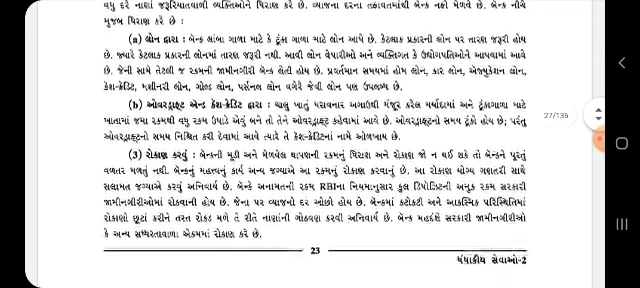 વધુ દરે નાણાં જરૂરિયાતવાળી વ્યક્તિઓને ધિરાણ કરે છે. વ્યાજના દરના તફાવતમાંથી બેન્ક નફો મેળવે છે. બેન્ક નીચે
મુજબ ધિરાણ કરે છે :
(a) લોન દ્વારા : બેન્ક લાંબા ગાળા માટે કે ટૂંકા ગાળા માટે લોન આપે છે. કેટલાક પ્રકારની લોન પર તારણ જરૂરી હોય
છે. જ્યારે કેટલાક પ્રકારની લોનમાં તારણ જરૂરી નથી. આવી લોન વેપારીઓ અને વ્યક્તિગત કે ઉદ્યોગપતિઓને આપવામાં આવે
છે. જેની સામે તેટલી જ રકમની જામીનગીરી બેન્ક લેતી હોય છે. પ્રવર્તમાન સમયમાં હોમ લોન, કાર લોન, એજ્યુકેશન લોન,
કેશ-ક્રેડિટ, મશીનરી લોન, ગોલ્ડ લોન, પર્સનલ લોન વગેરે જેવી લોન પણ ઉપલબ્ધ છે.
(b) ઓવરડ્રાફ્ટ એન્ડ કેશ-ક્રેડિટ દ્વારા : ચાલુ ખાતું ધરાવનાર અગાઉથી મંજૂર કરેલ મર્યાદામાં અને ટૂંકાગાળા માટે
ખાતામાં જમા રકમથી વધુ રકમ ઉપાડે એવું બને તો તેને ઓવરડ્રાફ્ટ કહેવામાં આવે છે. ઓવરડ્રાફ્ટનો સમય ટૂંકો હોય છે; પરંતુ
ઓવરડ્રાફ્ટનો સમય નિશ્ચિત કરી દેવામાં આવે ત્યારે તે કેશ-ક્રેડિટના નામે ઓળખાય છે.
(3) રોકાણ કરવું : બેન્કની મૂડી અને મેળવેલ થાપણની રકમનું ધિરાણ અને રોકાણ જો ન થઈ શકે તો બેન્કને પૂરતું
વળતર મળતું નથી. બેન્કનું મહત્ત્વનું કાર્ય અન્ય જગ્યાએ આ રકમનું રોકાણ કરવાનું છે. આ રોકાણ યોગ્ય ગણતરી સાથે
સલામત જગ્યાએ કરવું અનિવાર્ય છે. બેન્કે અનામતની રકમ RBIના નિયમાનુસાર કુલ ડિપોઝિટની અમુક રકમ સરકારી
જામીનગીરીઓમાં રોકવાની હોય છે. જેના પર વ્યાજનો દર ઓછો હોય છે. બેન્કમાં કટોકટી અને આકસ્મિક પરિસ્થિતિમાં
રોકાણો છૂટાં કરીને તરત રોકડ મળે તે રીતે નાણાંની ગોઠવણ કરવી અનિવાર્ય છે. બેન્ક મહદંશે સરકારી જામીનગીરીઓ
કે અન્ય સધ્ધરતાવાળા એકમમાં રોકાણ કરે છે.
23
ધંધાકીય સેવાઓ-2
27/136